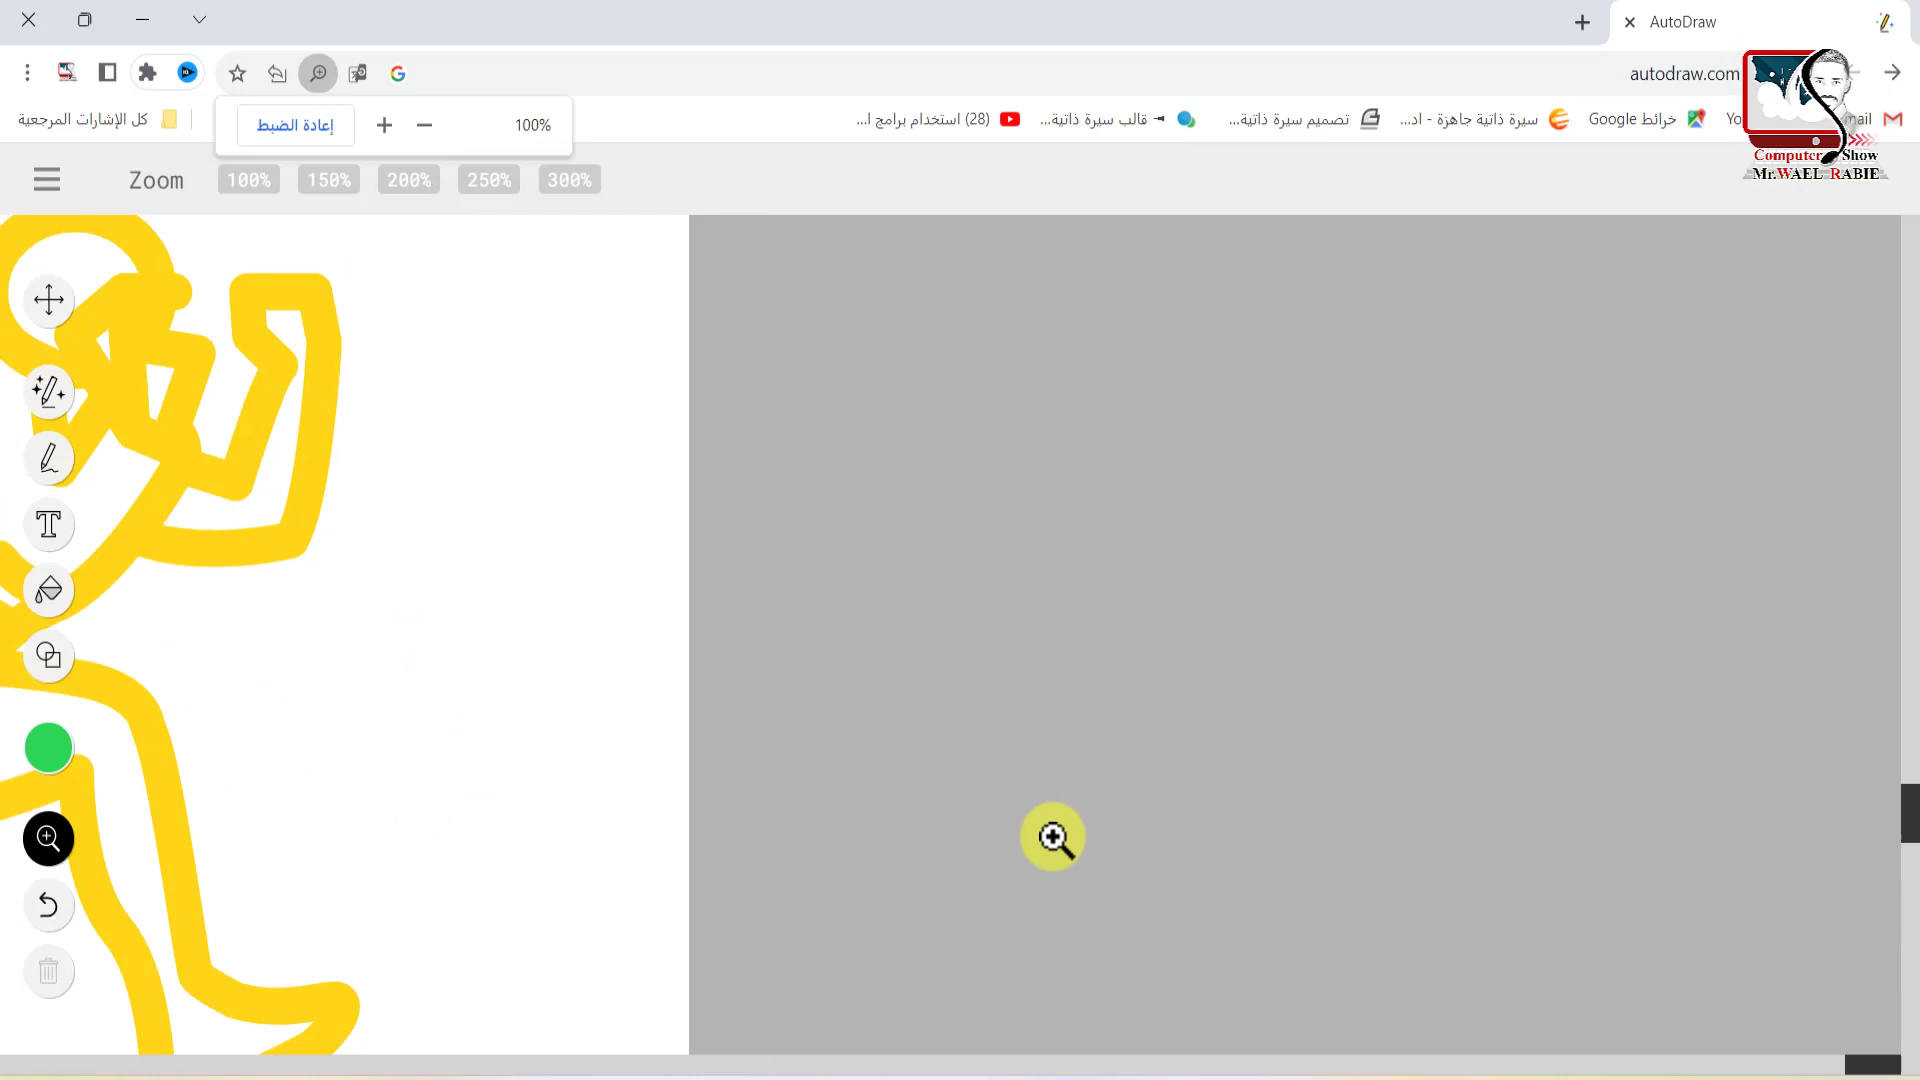 AutoDraw
autodraw.com
كل الإشارات المرجعية
(28) استخدام برامج ا...
قالب سيرة ذاتية...
تصميم سيرة ذاتية...
سيرة ذاتية جاهزة - اد...
خرائط Google
إعادة الضبط
100%
Computer Show
Mr.WAEL RABIE
Zoom 100% 150% 200% 250% 300%